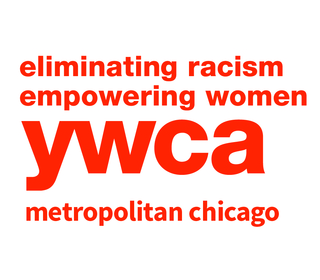 eliminating racism
empowering women
ywca
metropolitan chicago